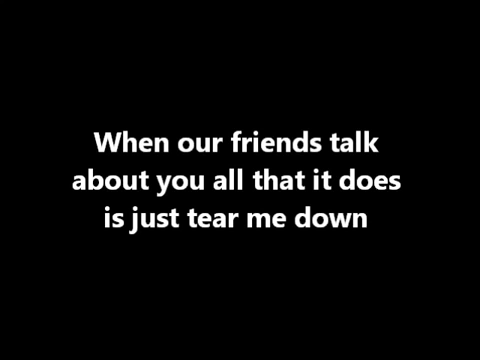 When our friends talk
about you all that it does
is just tear me down